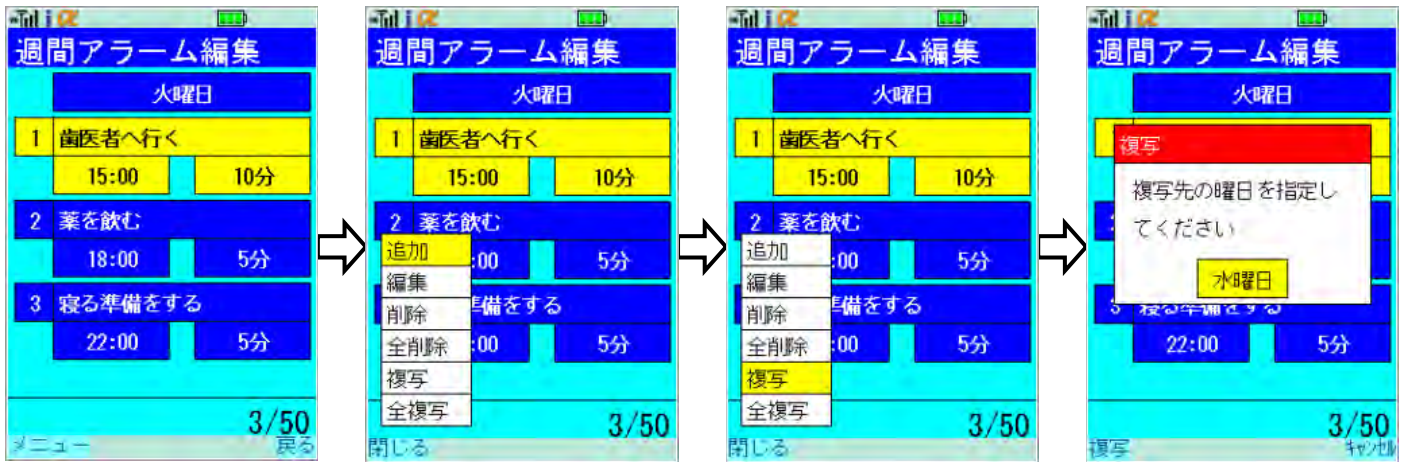 週間アラーム編集
火曜日
1 歯医者へ行く
15:00 10分
2 薬を飲む
18:00 5分
3 寝る準備をする
22:00 5分
3/50
メニュー 戻る
週間アラーム編集
火曜日
1 歯医者へ行く
15:00 10分
2 薬を飲む
追加
:00 5分
編集
備をする
削除
全削除 :00 5分
複写
全複写
3/50
閉じる
週間アラーム編集
火曜日
1 歯医者へ行く
15:00 10分
2 薬を飲む
追加
:00 5分
編集
備をする
削除
全削除 :00 5分
複写
全複写
3/50
閉じる
週間アラーム編集
火曜日
複写
複写先の曜日を指定し
てください
水曜日
3 寝る準備をする
22:00 5分
3/50
複写 キャンセル